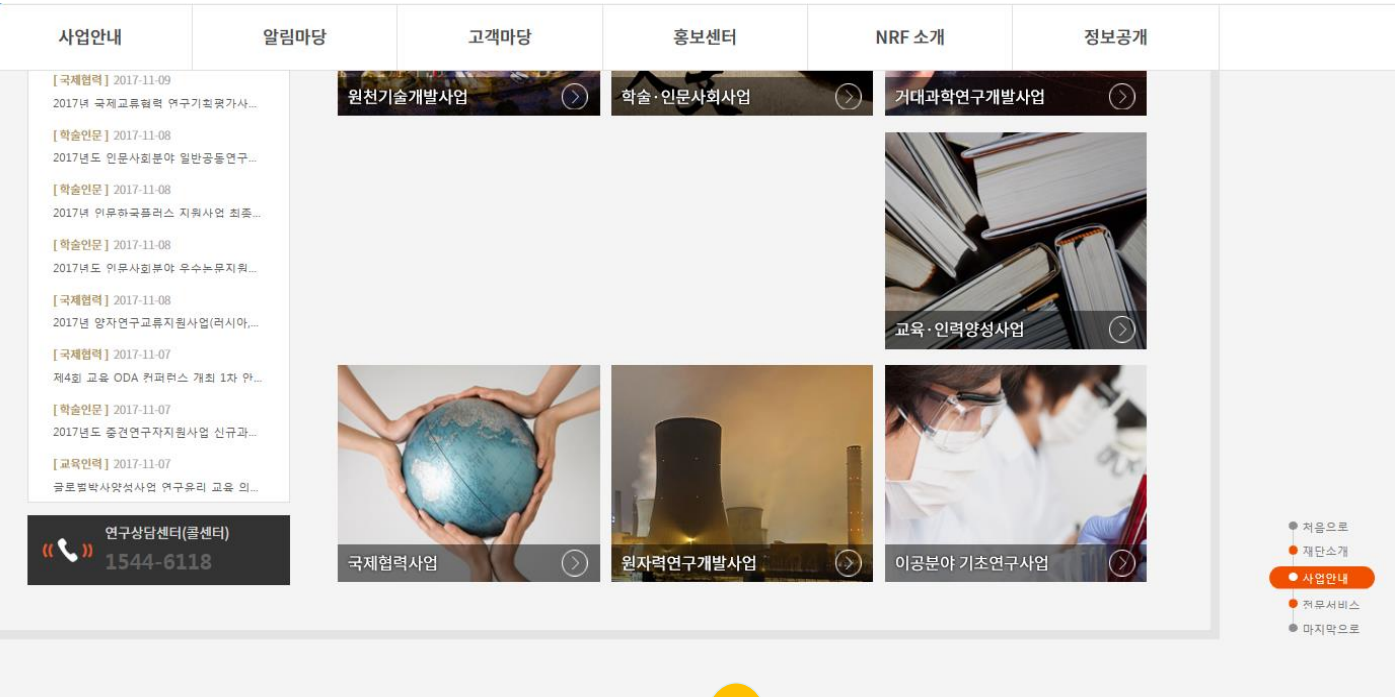 사업안내
알림마당
고객마당
홍보센터
NRF 소개
정보공개
[국제협력] 2017-11-09
2017년 국제교류협력 연구기획평가사...
[학술인문] 2017-11-08
2017년도 인문사회분야 일반공동연구...
[학술인문] 2017-11-08
2017년 인문한국플러스 지원사업 최종...
[학술인문] 2017-11-08
2017년도 인문사회분야 우수논문지원...
[국제협력] 2017-11-08
2017년 양자연구교류지원사업(러시아,...
[국제협력] 2017-11-07
제4회 교육 ODA 컨퍼런스 개최 1차 안...
[학술인문] 2017-11-07
2017년도 중견연구자지원사업 신규과...
[교육인력] 2017-11-07
글로벌박사양성사업 연구윤리 교육 의...
연구상담센터(콜센터)
1544-6118
원천기술개발사업
학술·인문사회사업
거대과학연구개발사업
교육·인력양성사업
국제협력사업
원자력연구개발사업
이공분야 기초연구사업
처음으로
재단소개
사업안내
전문서비스
마지막으로